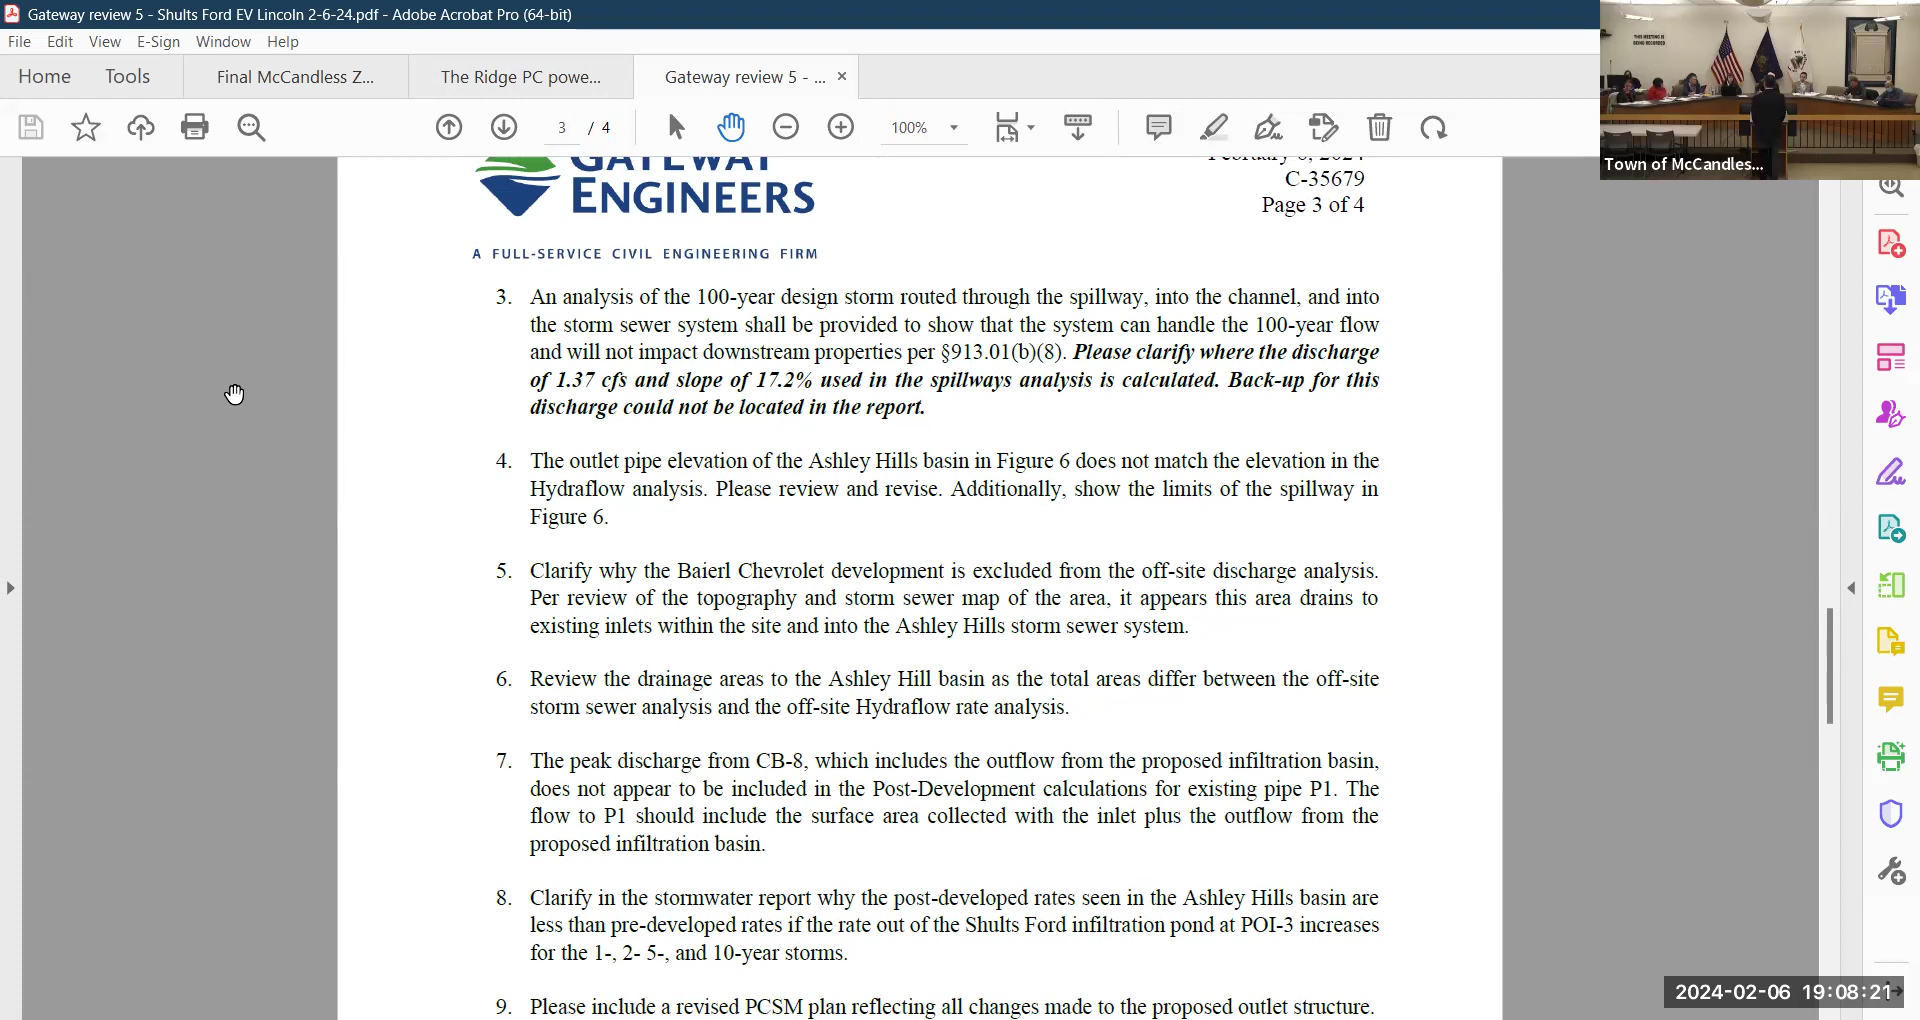 Gateway review 5 - Shults Ford EV Lincoln 2-6-24.pdf - Adobe Acrobat Pro (64-bit)
File Edit View E-Sign Window Help
Home Tools Final McCandless Z... The Ridge PC powe... Gateway review 5 - ... ×
3 / 4 100%
THIS MEETING IS
BEING RECORDED
Town of McCandles...
GATEWAY
ENGINEERS
A FULL-SERVICE CIVIL ENGINEERING FIRM
February 6, 2024
C-35679
Page 3 of 4
3. An analysis of the 100-year design storm routed through the spillway, into the channel, and into
the storm sewer system shall be provided to show that the system can handle the 100-year flow
and will not impact downstream properties per §913.01(b)(8). Please clarify where the discharge
of 1.37 cfs and slope of 17.2% used in the spillways analysis is calculated. Back-up for this
discharge could not be located in the report.
4. The outlet pipe elevation of the Ashley Hills basin in Figure 6 does not match the elevation in the
Hydraflow analysis. Please review and revise. Additionally, show the limits of the spillway in
Figure 6.
5. Clarify why the Baierl Chevrolet development is excluded from the off-site discharge analysis.
Per review of the topography and storm sewer map of the area, it appears this area drains to
existing inlets within the site and into the Ashley Hills storm sewer system.
6. Review the drainage areas to the Ashley Hill basin as the total areas differ between the off-site
storm sewer analysis and the off-site Hydraflow rate analysis.
7. The peak discharge from CB-8, which includes the outflow from the proposed infiltration basin,
does not appear to be included in the Post-Development calculations for existing pipe P1. The
flow to P1 should include the surface area collected with the inlet plus the outflow from the
proposed infiltration basin.
8. Clarify in the stormwater report why the post-developed rates seen in the Ashley Hills basin are
less than pre-developed rates if the rate out of the Shults Ford infiltration pond at POI-3 increases
for the 1-, 2- 5-, and 10-year storms.
9. Please include a revised PCSM plan reflecting all changes made to the proposed outlet structure.
2024-02-06 19:08:21